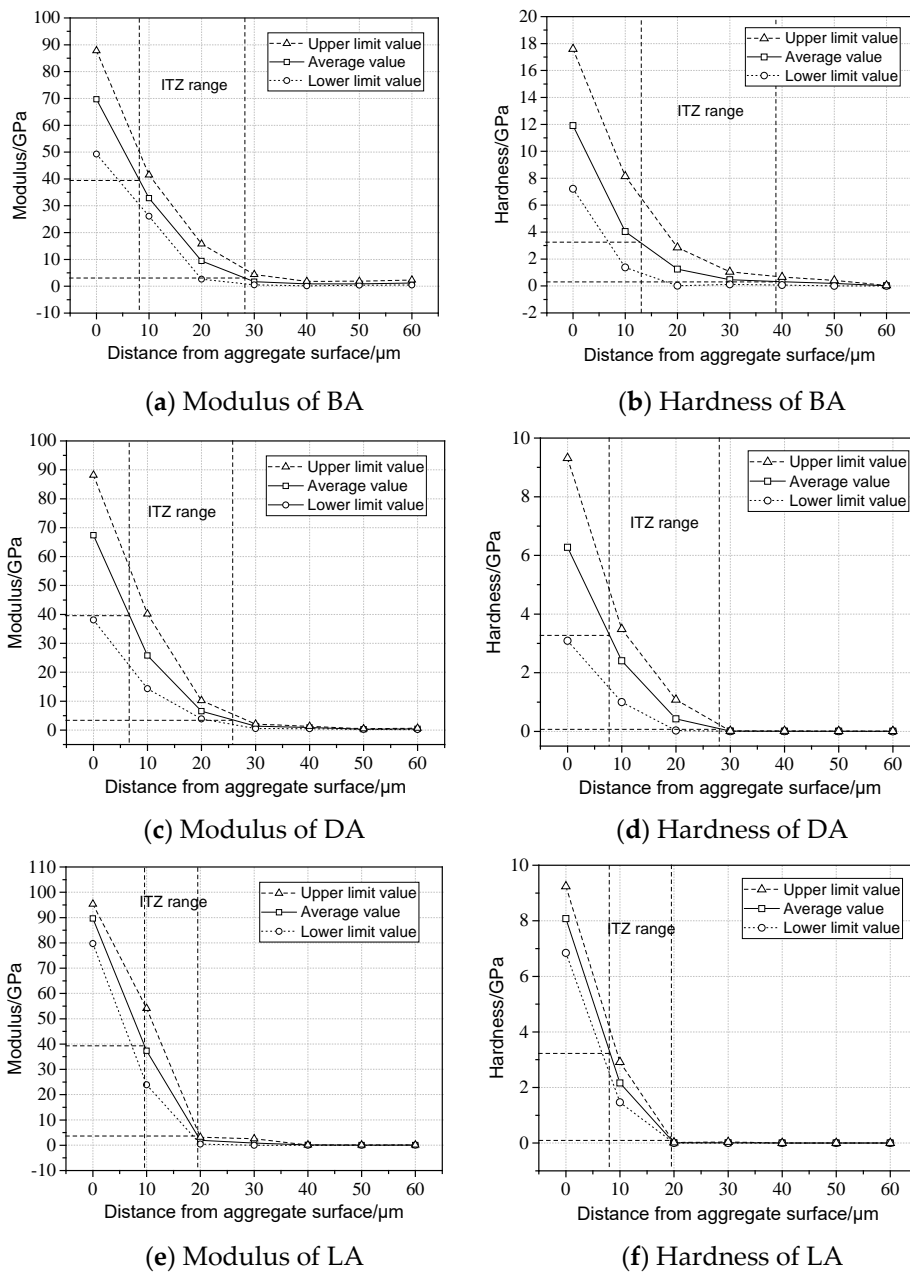 100
90
80
70
60
50
40
30
20
10
0
-10
Modulus/GPa
ITZ range
Upper limit value
Average value
Lower limit value
0 10 20 30 40 50 60
Distance from aggregate surface/μm
(a) Modulus of BA
18
16
14
12
10
8
6
4
2
0
-2
Hardness/GPa
ITZ range
Upper limit value
Average value
Lower limit value
0 10 20 30 40 50 60
Distance from aggregate surface/μm
(b) Hardness of BA
100
90
80
70
60
50
40
30
20
10
0
Modulus/GPa
ITZ range
Upper limit value
Average value
Lower limit value
0 10 20 30 40 50 60
Distance from aggregate surface/μm
(c) Modulus of DA
10
8
6
4
2
0
Hardness/GPa
ITZ range
Upper limit value
Average value
Lower limit value
0 10 20 30 40 50 60
Distance from aggregate surface/μm
(d) Hardness of DA
110
100
90
80
70
60
50
40
30
20
10
0
-10
Modulus/GPa
ITZ range
Upper limit value
Average value
Lower limit value
0 10 20 30 40 50 60
Distance from aggregate surface/μm
(e) Modulus of LA
10
8
6
4
2
0
Hardness/GPa
ITZ range
Upper limit value
Average value
Lower limit value
0 10 20 30 40 50 60
Distance from aggregate surface/μm
(f) Hardness of LA